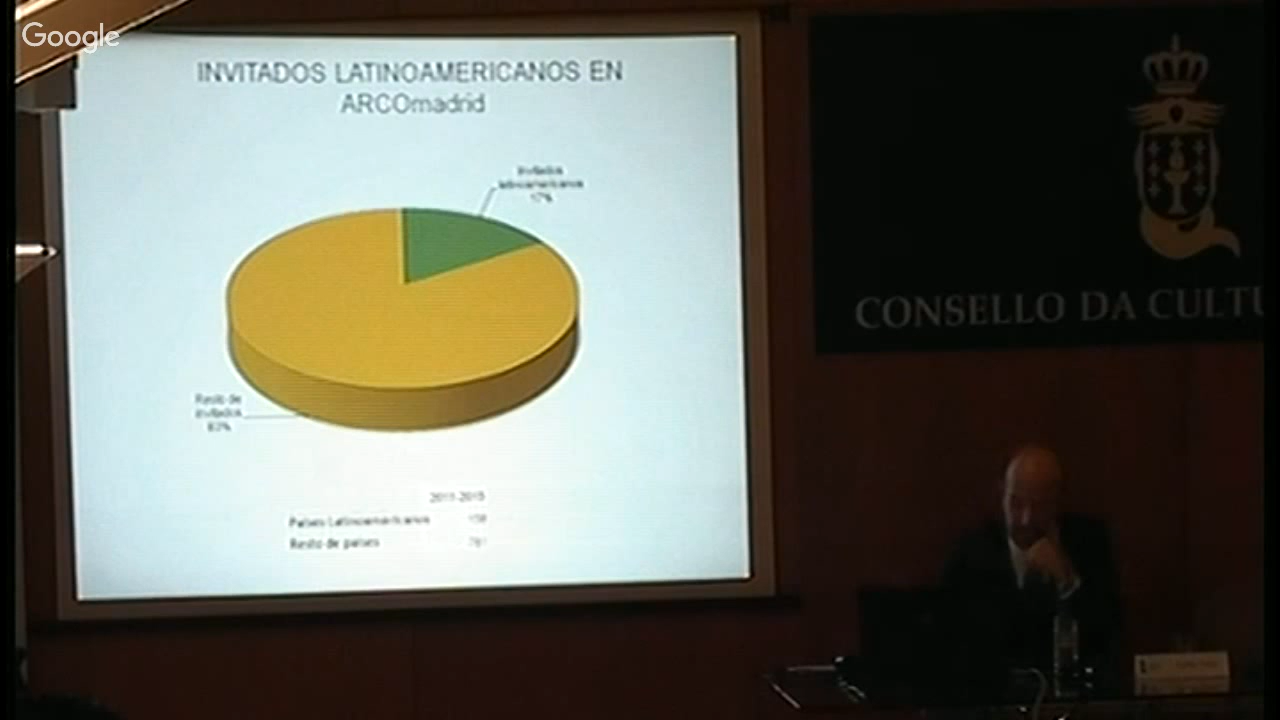 Google
INVITADOS LATINOAMERICANOS EN
ARCOmadrid
Invitados
latinoamericanos
17%
Resto de
invitados
83%
2011-2015
Países Latinoamericanos
Resto de países
CONSELLO DA CULTU